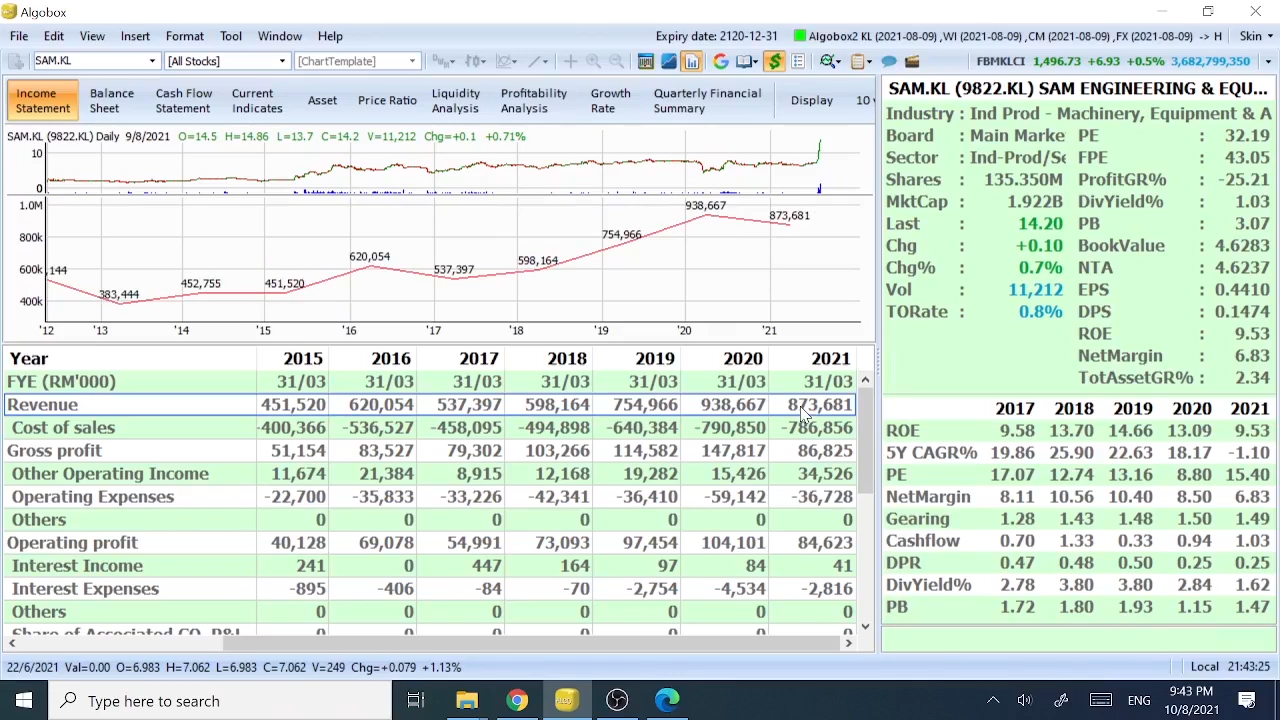 Algobox
File Edit View Insert Format Tool Window Help Expiry date: 2120-12-31 Algobox2 KL (2021-08-09) ,WI (2021-08-09) ,CM (2021-08-09) ,FX (2021-08-09) -> H Skin
SAM.KL [All Stocks] [ChartTemplate] FBMKLCI 1,496.73 +6.93 +0.5% 3,682,799,350
Income Statement Balance Sheet Cash Flow Statement Current Indicates Asset Price Ratio Liquidity Analysis Profitability Analysis Growth Rate Quarterly Financial Summary Display 10
SAM.KL (9822.KL) Daily 9/8/2021 O=14.5 H=14.86 L=13.7 C=14.2 V=11,212 Chg=+0.1 +0.71%
10
0
1.0M
800k
600k
400k
,144 383,444 452,755 451,520 620,054 537,397 598,164 754,966 938,667 873,681
'12 '13 '14 '15 '16 '17 '18 '19 '20 '21
Year 2015 2016 2017 2018 2019 2020 2021
FYE (RM'000) 31/03 31/03 31/03 31/03 31/03 31/03 31/03
Revenue 451,520 620,054 537,397 598,164 754,966 938,667 873,681
Cost of sales -400,366 -536,527 -458,095 -494,898 -640,384 -790,850 -786,856
Gross profit 51,154 83,527 79,302 103,266 114,582 147,817 86,825
Other Operating Income 11,674 21,384 8,915 12,168 19,282 15,426 34,526
Operating Expenses -22,700 -35,833 -33,226 -42,341 -36,410 -59,142 -36,728
Others 0 0 0 0 0 0 0
Operating profit 40,128 69,078 54,991 73,093 97,454 104,101 84,623
Interest Income 241 0 447 164 97 84 41
Interest Expenses -895 -406 -84 -70 -2,754 -4,534 -2,816
Others 0 0 0 0 0 0 0
Share of Associated CO. P&L 0 0 0 0 0 0 0
SAM.KL (9822.KL) SAM ENGINEERING & EQU...
Industry : Ind Prod - Machinery, Equipment & A
Board : Main Marke PE : 32.19
Sector : Ind-Prod/Se FPE : 43.05
Shares : 135.350M ProfitGR% : -25.21
MktCap : 1.922B DivYield% : 1.03
Last : 14.20 PB : 3.07
Chg : +0.10 BookValue : 4.6283
Chg% : 0.7% NTA : 4.6237
Vol : 11,212 EPS : 0.4410
TORate : 0.8% DPS : 0.1474
ROE : 9.53
NetMargin : 6.83
TotAssetGR% : 2.34
2017 2018 2019 2020 2021
ROE 9.58 13.70 14.66 13.09 9.53
5Y CAGR% 19.86 25.90 22.63 18.17 -1.10
PE 17.07 12.74 13.16 8.80 15.40
NetMargin 8.11 10.56 10.40 8.50 6.83
Gearing 1.28 1.43 1.48 1.50 1.49
Cashflow 0.70 1.33 0.33 0.94 1.03
DPR 0.47 0.48 0.50 0.25 0.25
DivYield% 2.78 3.80 3.80 2.84 1.62
PB 1.72 1.80 1.93 1.15 1.47
22/6/2021 Val=0.00 O=6.983 H=7.062 L=6.983 C=7.062 V=249 Chg=+0.079 +1.13% Local 21:43:25
Type here to search ALGO ENG 9:43 PM
10/8/2021